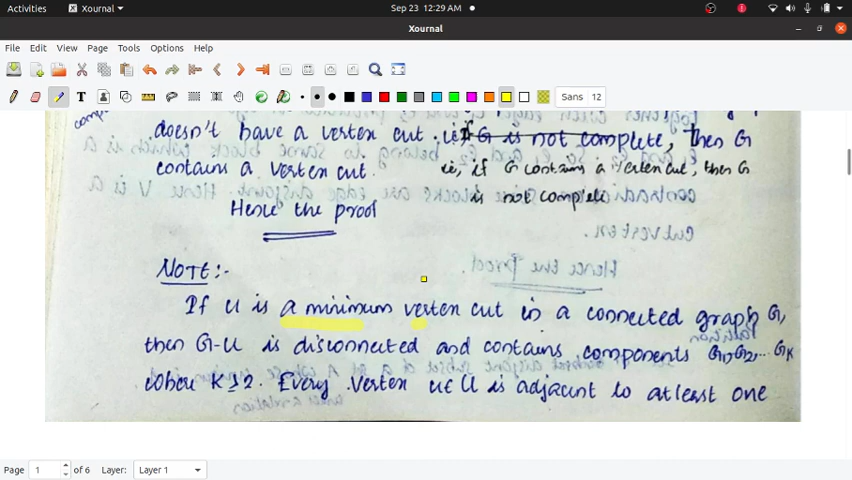 Activities
Xournal
Sep 23 12:29 AM
Xournal
File Edit View Page Tools Options Help
Sans 12
doesn't have a vertex cut. ie, If G is not complete, Then G
contains a vertex cut.
ie, if G contains a vertex cut, then G
is not complete
Hence the proof
NOTE:-
If U is a minimum vertex cut in a connected graph G,
then G-U is disconnected and contains components G1, G2, ... GK
where K≥2. Every Vertex u∈U is adjacent to atleast one
Page 1 of 6 Layer: Layer 1